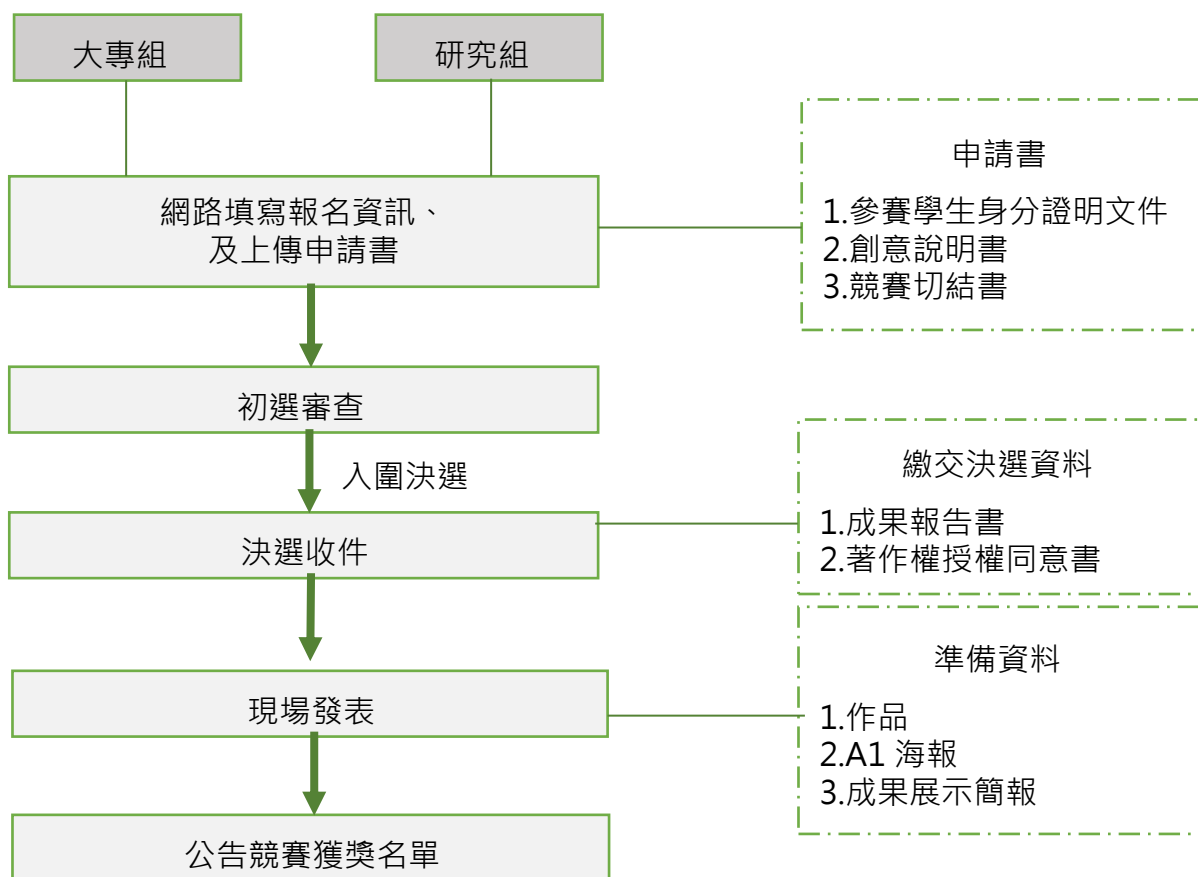 大專組
研究組
網路填寫報名資訊、
及上傳申請書
申請書
1.參賽學生身分證明文件
2.創意說明書
3.競賽切結書
初選審查
入圍決選
決選收件
繳交決選資料
1.成果報告書
2.著作權授權同意書
現場發表
準備資料
1.作品
2.A1 海報
3.成果展示簡報
公告競賽獲獎名單